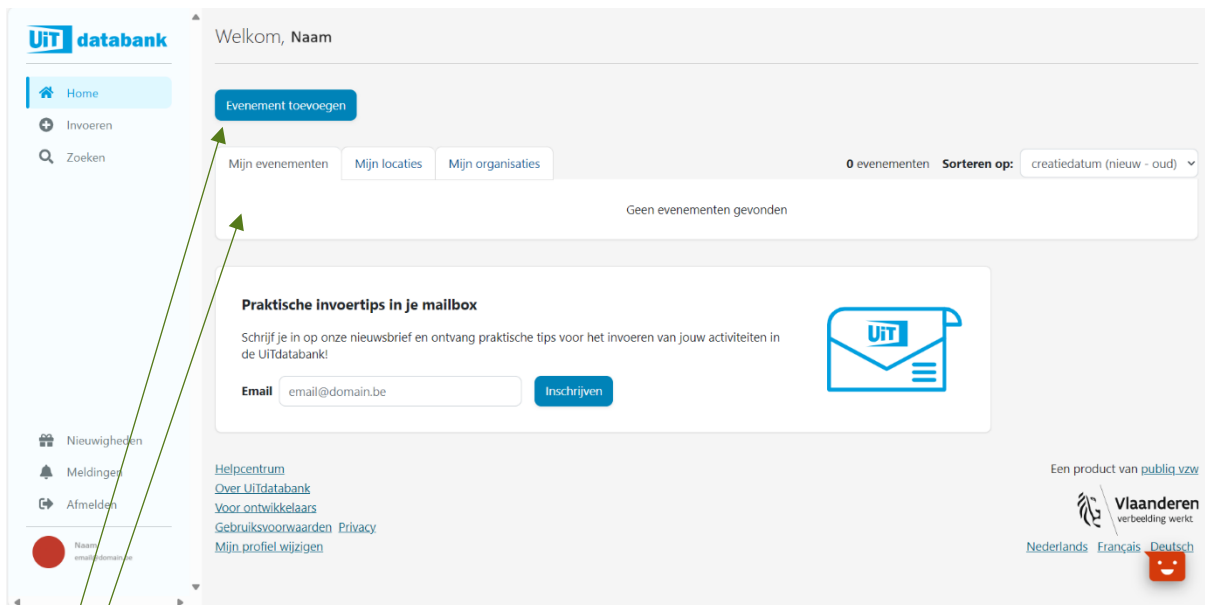 UiT databank
Home
Invoeren
Zoeken
Nieuwigheden
Meldingen
Afmelden
Naam
email@domain.be
Welkom, Naam
Evenement toevoegen
Mijn evenementen
Mijn locaties
Mijn organisaties
0 evenementen Sorteren op: creatiedatum (nieuw - oud)
Geen evenementen gevonden
Praktische invoertips in je mailbox
Schrijf je in op onze nieuwsbrief en ontvang praktische tips voor het invoeren van jouw activiteiten in
de UiTdatabank!
Email email@domain.be Inschrijven
UiT
Helpcentrum
Over UiTdatabank
Voor ontwikkelaars
Gebruiksvoorwaarden Privacy
Mijn profiel wijzigen
Een product van publiq vzw
Vlaanderen
verbeelding werkt
Nederlands Français Deutsch